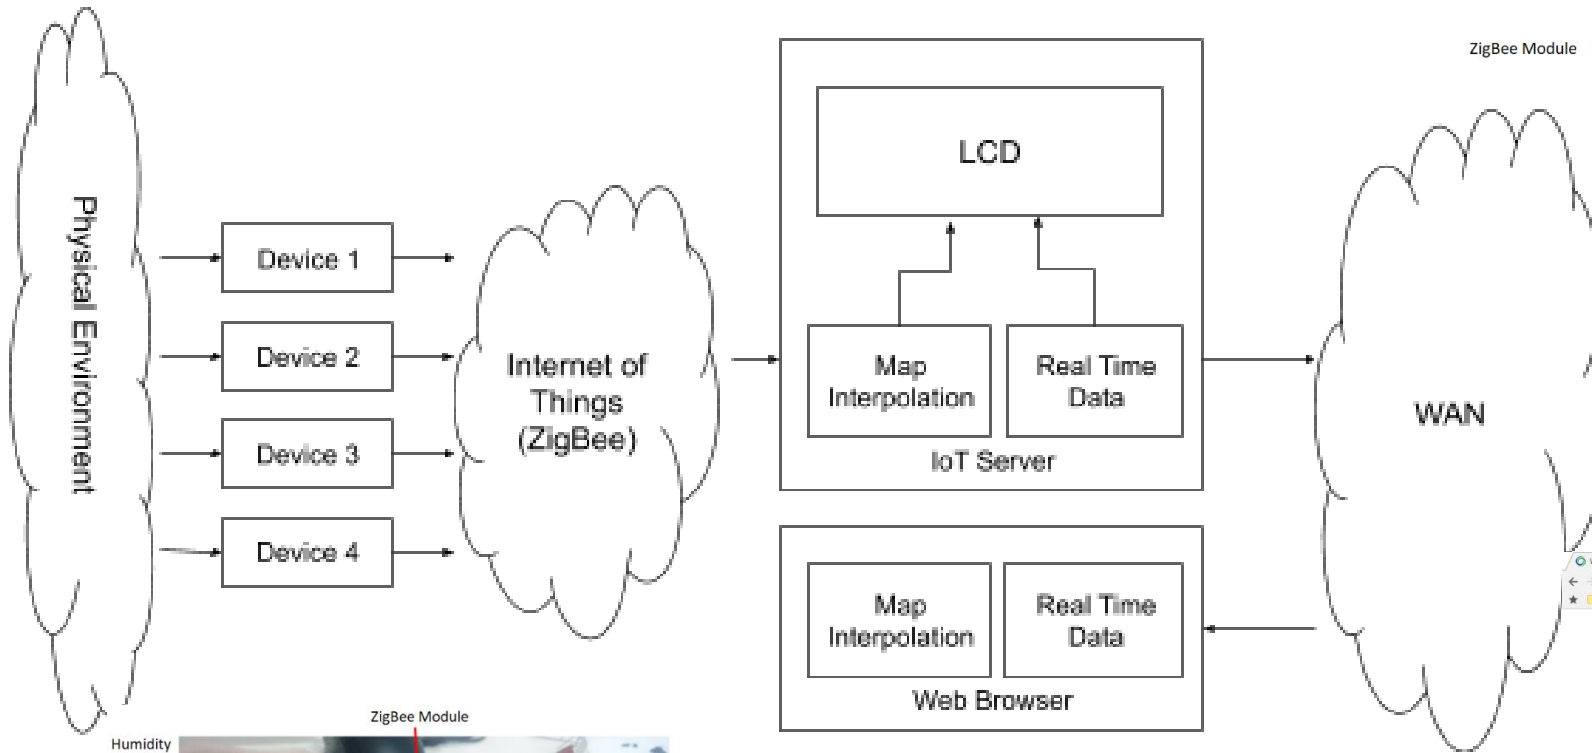 ZigBee Module
Physical Environment
Device 1
Device 2
Device 3
Device 4
Internet of
Things
(ZigBee)
LCD
Map
Interpolation
Real Time
Data
IoT Server
WAN
Map
Interpolation
Real Time
Data
Web Browser
ZigBee Module
Humidity